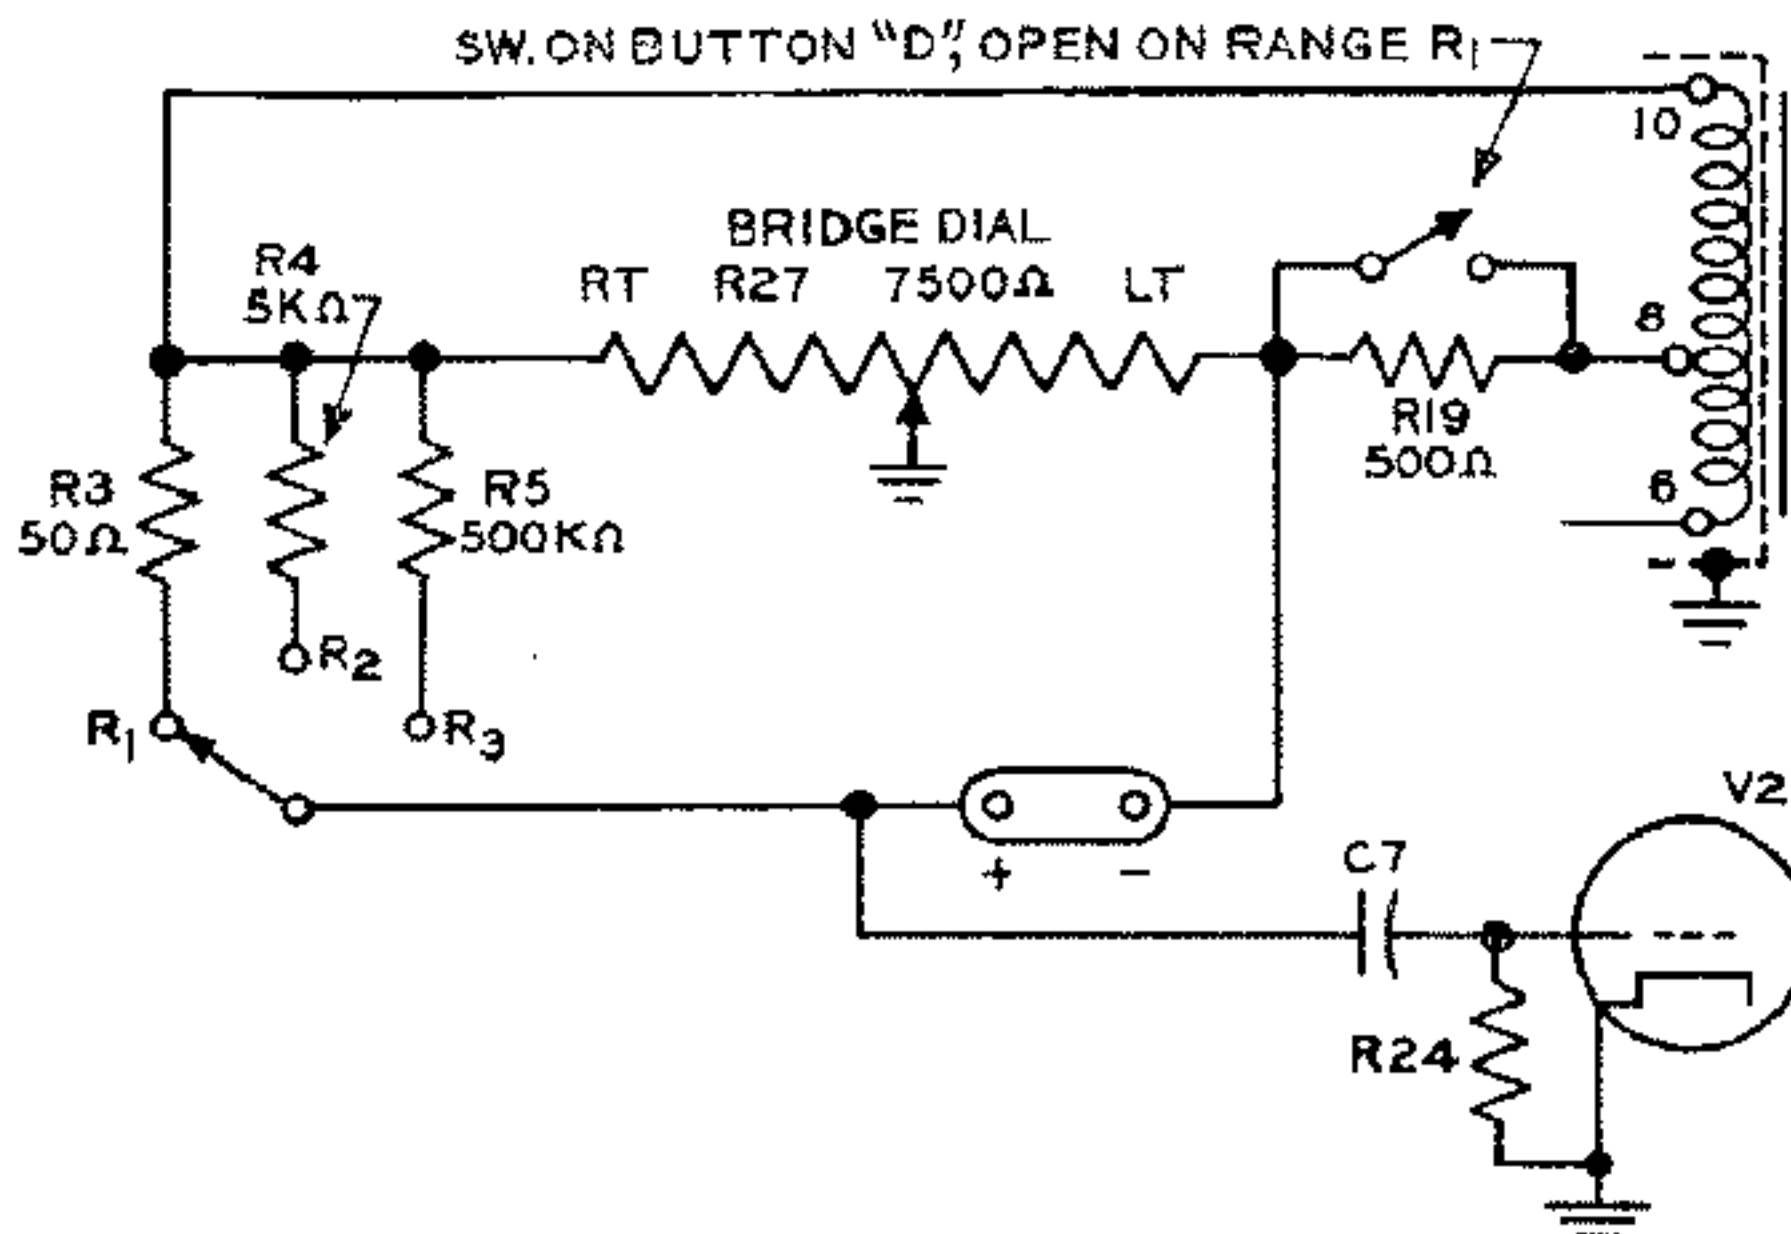 SW. ON BUTTON "D", OPEN ON RANGE R1
10
BRIDGE DIAL
R4
5KΩ
RT R27 7500Ω LT
8
R19
500Ω
R3
50Ω
R5
500KΩ
6
R2
R1
R3
V2
+ −
C7
R24